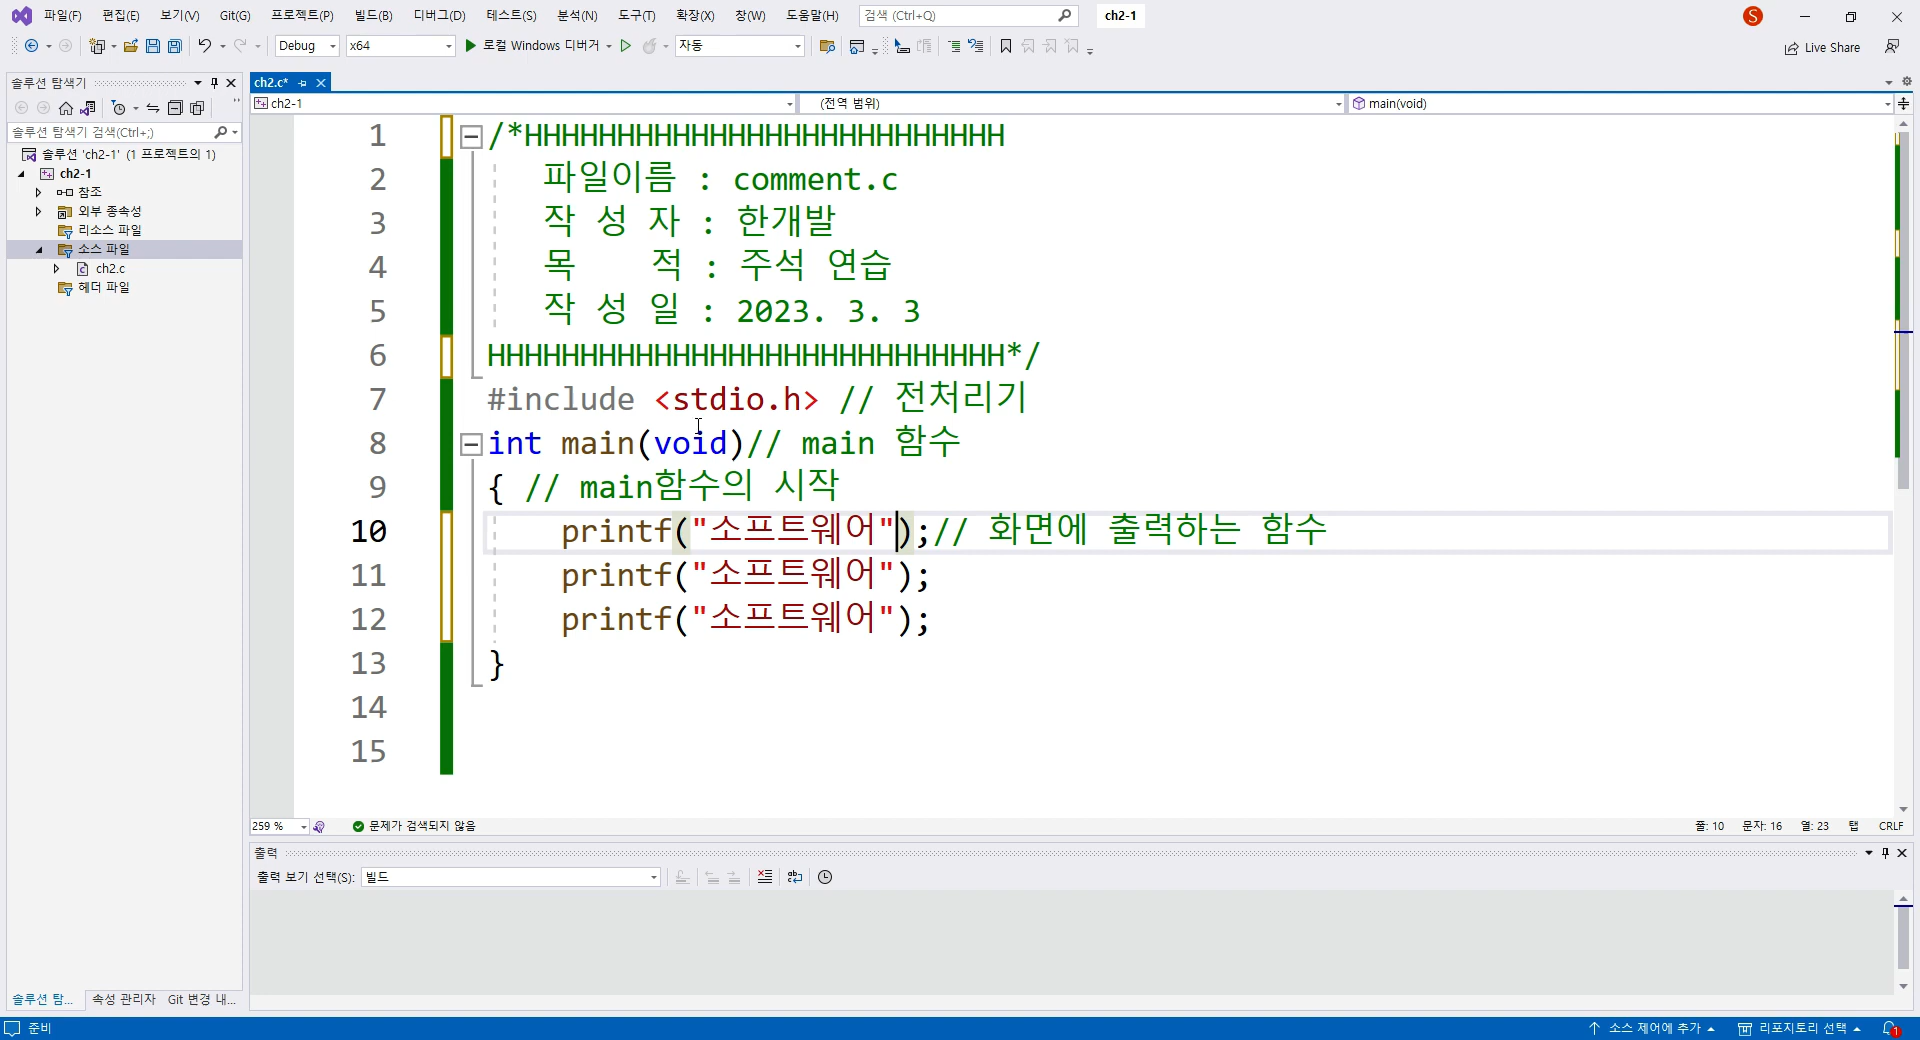 파일(F) 편집(E) 보기(V) Git(G) 프로젝트(P) 빌드(B) 디버그(D) 테스트(S) 분석(N) 도구(T) 확장(X) 창(W) 도움말(H) 검색 (Ctrl+Q) ch2-1 S
Debug x64 로컬 Windows 디버거 자동 Live Share
솔루션 탐색기
솔루션 탐색기 검색(Ctrl+;)
솔루션 'ch2-1' (1 프로젝트의 1)
ch2-1
참조
외부 종속성
리소스 파일
소스 파일
ch2.c
헤더 파일
솔루션 탐... 속성 관리자 Git 변경 내...
ch2.c*
ch2-1 (전역 범위) main(void)
1 /*HHHHHHHHHHHHHHHHHHHHHHHHHH
2 파일이름 : comment.c
3 작 성 자 : 한개발
4 목 적 : 주석 연습
5 작 성 일 : 2023. 3. 3
6 HHHHHHHHHHHHHHHHHHHHHHHHHHHH*/
7 #include <stdio.h> // 전처리기
8 int main(void)// main 함수
9 { // main함수의 시작
10 printf("소프트웨어");// 화면에 출력하는 함수
11 printf("소프트웨어");
12 printf("소프트웨어");
13 }
14
15
259 % 문제가 검색되지 않음 줄: 10 문자: 16 열: 23 탭 CRLF
출력
출력 보기 선택(S): 빌드
준비 소스 제어에 추가 리포지토리 선택 1